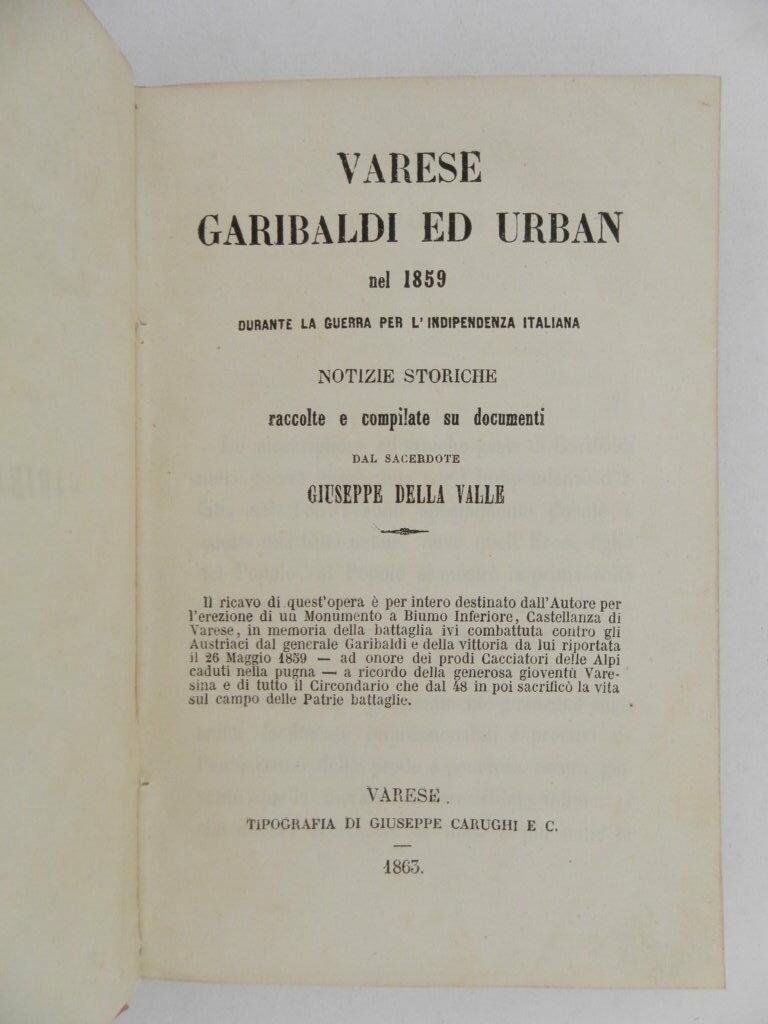 VARESE
GARIBALDI ED URBAN
nel 1859
DURANTE LA GUERRA PER L'INDIPENDENZA ITALIANA
NOTIZIE STORICHE
raccolte e compilate su documenti
DAL SACERDOTE
GIUSEPPE DELLA VALLE
Il ricavo di quest'opera è per intero destinato dall'Autore per
l'erezione di un Monumento a Biumo Inferiore, Castellanza di
Varese, in memoria della battaglia ivi combattuta contro gli
Austriaci dal generale Garibaldi e della vittoria da lui riportata
il 26 Maggio 1859 — ad onore dei prodi Cacciatori delle Alpi
caduti nella pugna — a ricordo della generosa gioventù Vare-
sina e di tutto il Circondario che dal 48 in poi sacrificò la vita
sul campo delle Patrie battaglie.
VARESE.
TIPOGRAFIA DI GIUSEPPE CARUGHI E C.
—
1863.